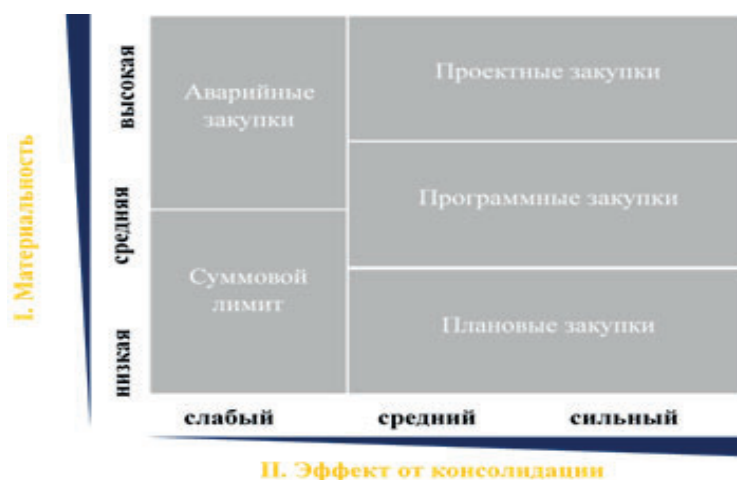 I. Материальность
высокая
средняя
низкая
Аварийные
закупки
Проектные закупки
Программные закупки
Суммовой
лимит
Плановые закупки
слабый средний сильный
II. Эффект от консолидации